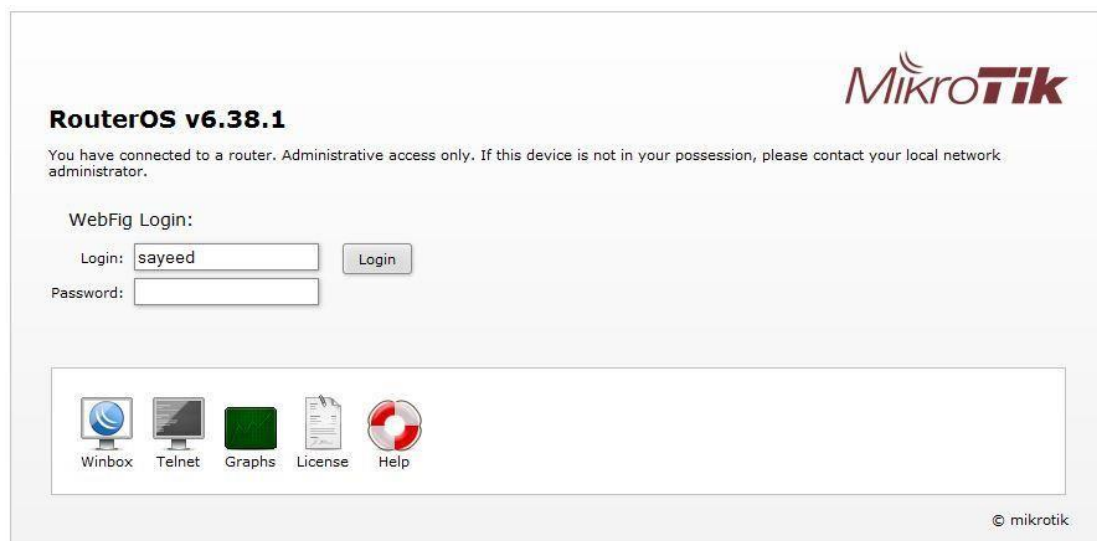 MikroTik
RouterOS v6.38.1
You have connected to a router. Administrative access only. If this device is not in your possession, please contact your local network
administrator.
WebFig Login:
Login: sayeed Login
Password:
Winbox Telnet Graphs License Help
© mikrotik